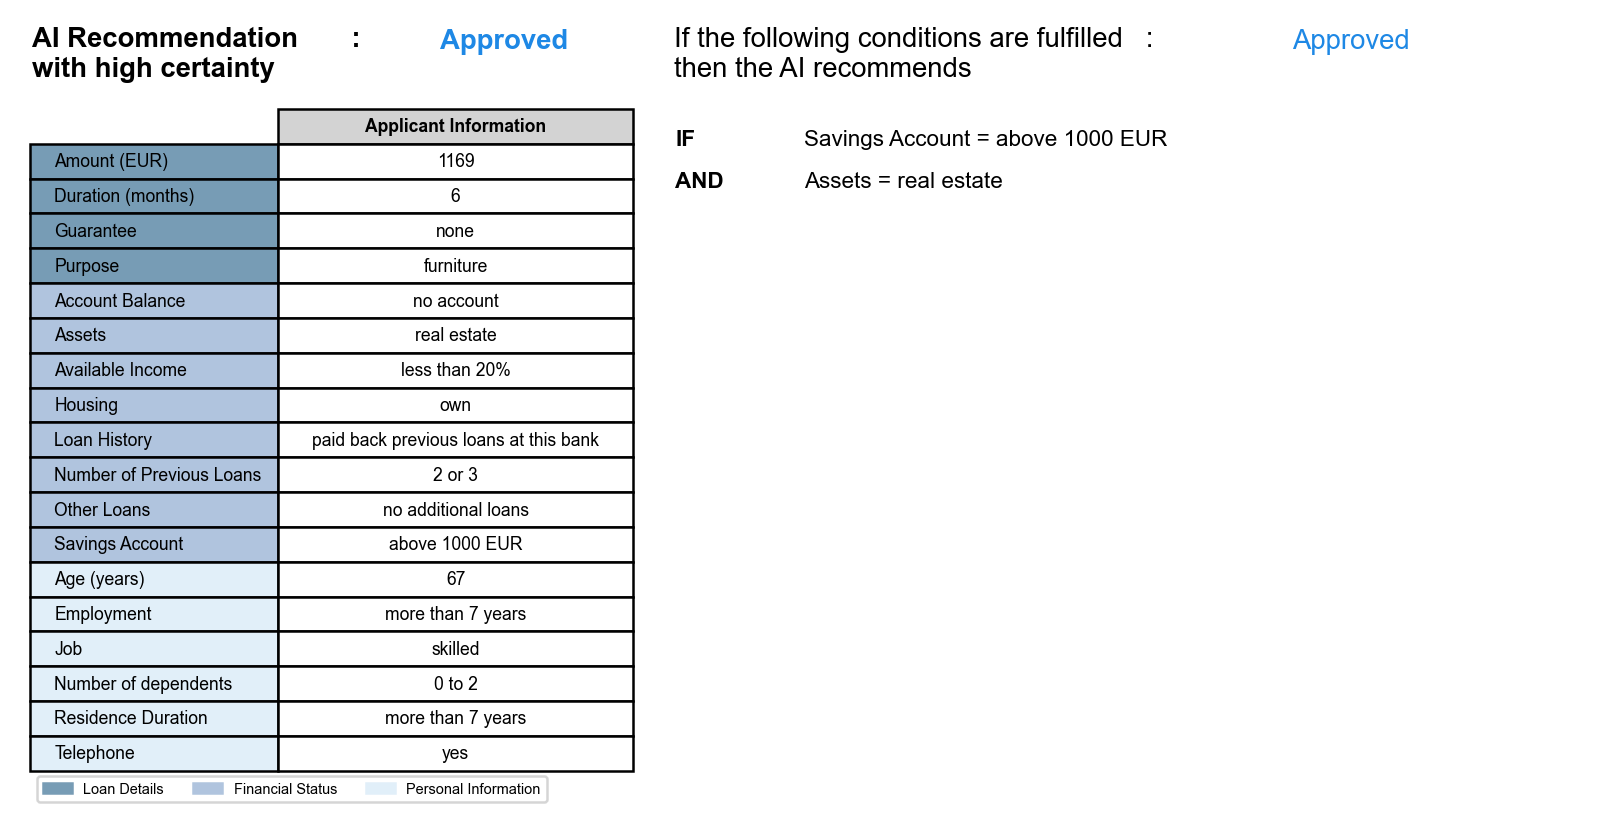 AI Recommendation : Approved
with high certainty
If the following conditions are fulfilled : Approved
then the AI recommends
IF Savings Account = above 1000 EUR
AND Assets = real estate
Applicant Information
Amount (EUR) 1169
Duration (months) 6
Guarantee none
Purpose furniture
Account Balance no account
Assets real estate
Available Income less than 20%
Housing own
Loan History paid back previous loans at this bank
Number of Previous Loans 2 or 3
Other Loans no additional loans
Savings Account above 1000 EUR
Age (years) 67
Employment more than 7 years
Job skilled
Number of dependents 0 to 2
Residence Duration more than 7 years
Telephone yes
Loan Details Financial Status Personal Information